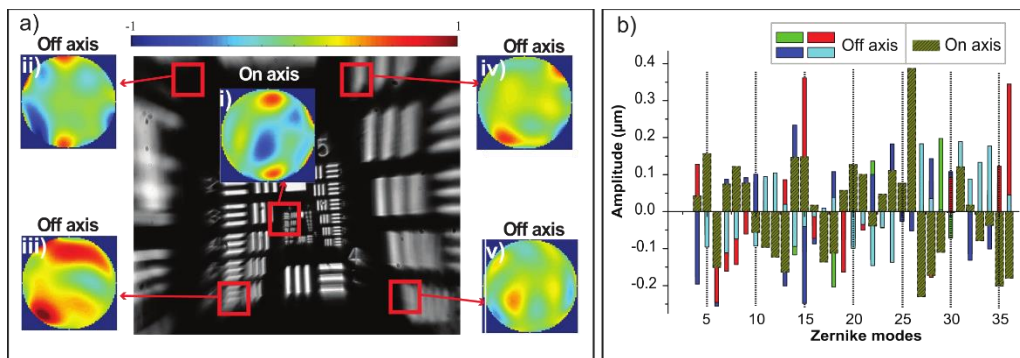 a)
-1
1
Off axis
ii)
On axis
i)
Off axis
iv)
5
4
Off axis
iii)
Off axis
v)
b)
Off axis
On axis
Amplitude (µm)
0.4
0.3
0.2
0.1
0.0
-0.1
-0.2
5
10
15
20
25
30
35
Zernike modes